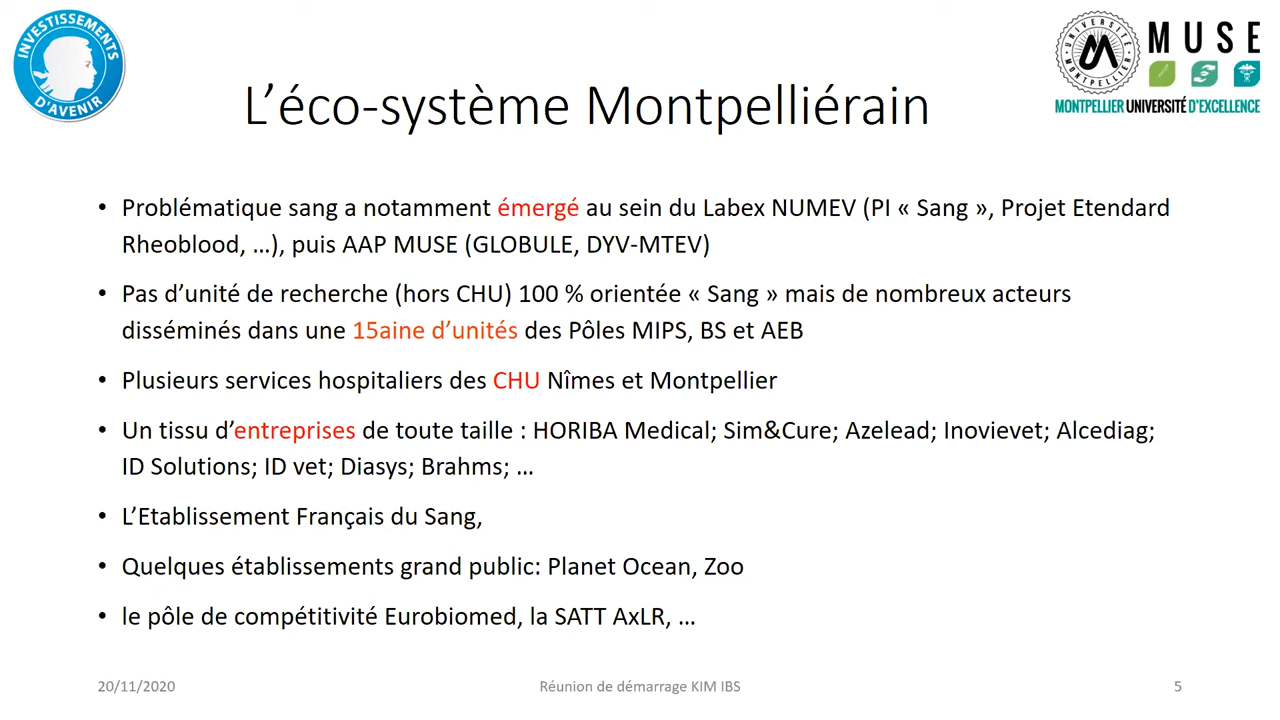 INVESTISSEMENTS
D'AVENIR
UNIVERSITÉ
MONTPELLIER
MUSE
MONTPELLIER UNIVERSITÉ D'EXCELLENCE
L’éco-système Montpelliérain
• Problématique sang a notamment émergé au sein du Labex NUMEV (PI « Sang », Projet Etendard
Rheoblood, …), puis AAP MUSE (GLOBULE, DYV-MTEV)
• Pas d’unité de recherche (hors CHU) 100 % orientée « Sang » mais de nombreux acteurs
disséminés dans une 15aine d’unités des Pôles MIPS, BS et AEB
• Plusieurs services hospitaliers des CHU Nîmes et Montpellier
• Un tissu d’entreprises de toute taille : HORIBA Medical; Sim&Cure; Azelead; Inovievet; Alcediag;
ID Solutions; ID vet; Diasys; Brahms; …
• L’Etablissement Français du Sang,
• Quelques établissements grand public: Planet Ocean, Zoo
• le pôle de compétitivité Eurobiomed, la SATT AxLR, …
20/11/2020
Réunion de démarrage KIM IBS
5